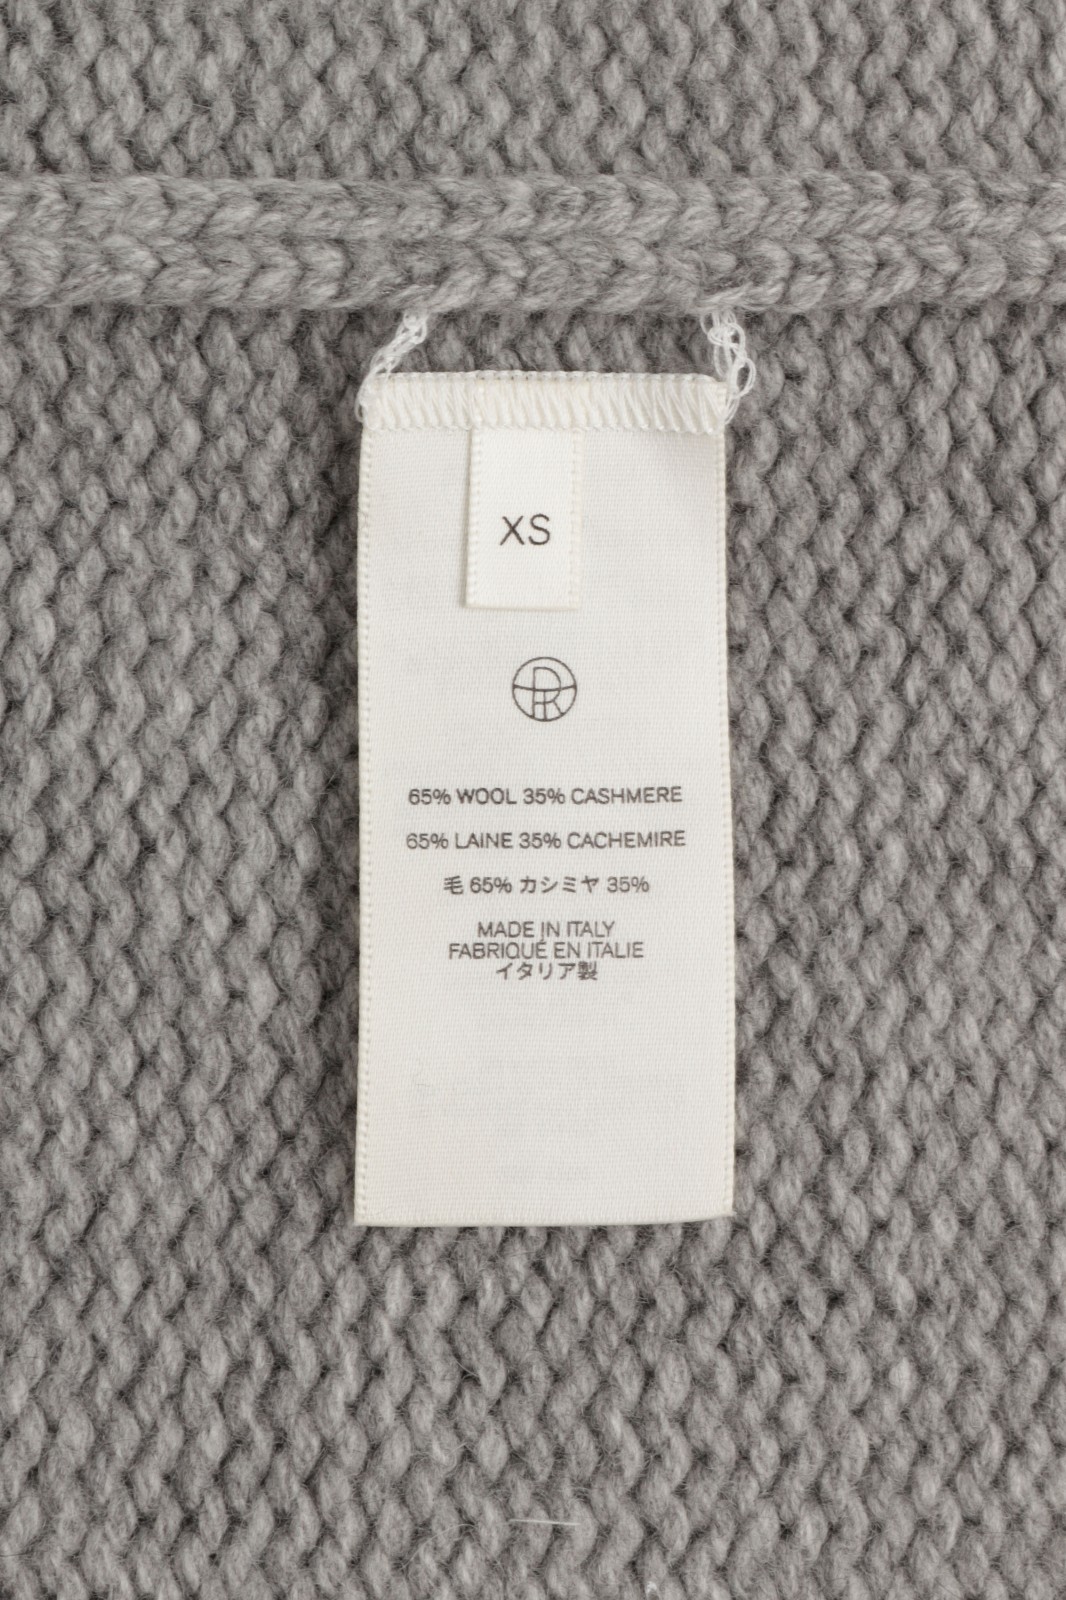 XS
65% WOOL 35% CASHMERE
65% LAINE 35% CACHEMIRE
毛 65% カシミヤ 35%
MADE IN ITALY
FABRIQUÉ EN ITALIE
イタリア製